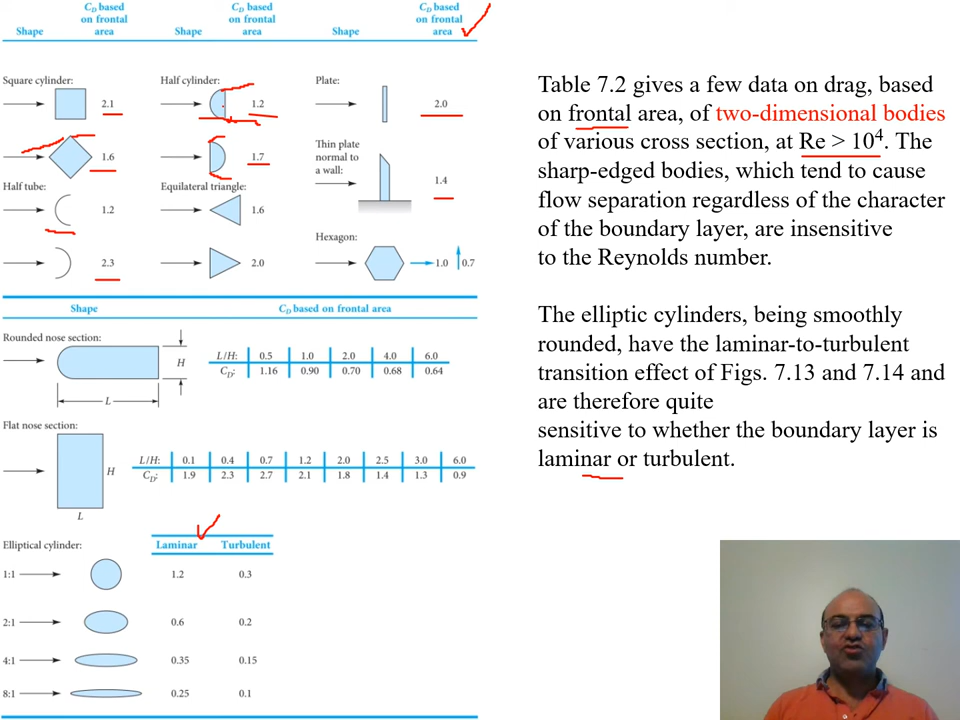 C_D based on frontal area
C_D based on frontal area
C_D based on frontal area
Shape
Shape
Shape
Square cylinder:
2.1
1.6
Half tube:
1.2
2.3
Half cylinder:
1.2
1.7
Equilateral triangle:
1.6
2.0
Plate:
2.0
Thin plate
normal to
a wall:
1.4
Hexagon:
1.0 0.7
Shape
C_D based on frontal area
Rounded nose section:
H
L
L/H: 0.5 1.0 2.0 4.0 6.0
C_D: 1.16 0.90 0.70 0.68 0.64
Flat nose section:
H
L
L/H: 0.1 0.4 0.7 1.2 2.0 2.5 3.0 6.0
C_D: 1.9 2.3 2.7 2.1 1.8 1.4 1.3 0.9
Elliptical cylinder: Laminar Turbulent
1:1 1.2 0.3
2:1 0.6 0.2
4:1 0.35 0.15
8:1 0.25 0.1
Table 7.2 gives a few data on drag, based
on frontal area, of two-dimensional bodies
of various cross section, at Re > 10⁴. The
sharp-edged bodies, which tend to cause
flow separation regardless of the character
of the boundary layer, are insensitive
to the Reynolds number.
The elliptic cylinders, being smoothly
rounded, have the laminar-to-turbulent
transition effect of Figs. 7.13 and 7.14 and
are therefore quite
sensitive to whether the boundary layer is
laminar or turbulent.